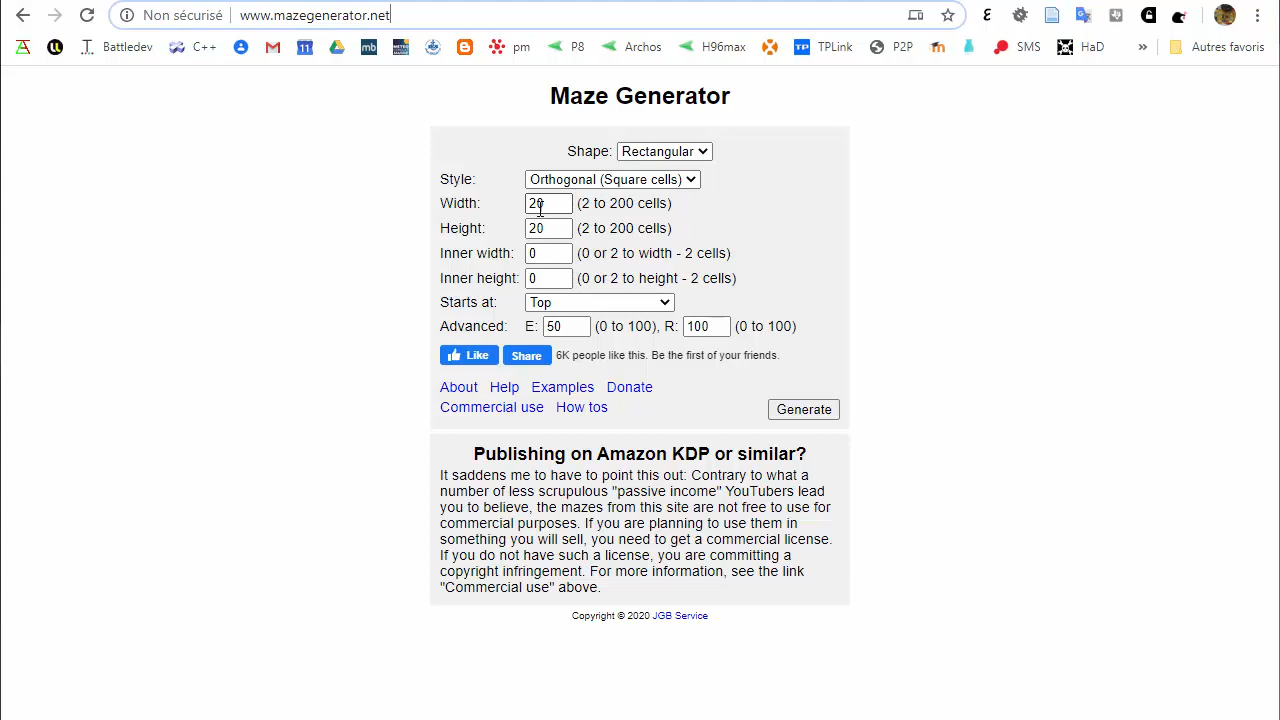 Non sécurisé www.mazegenerator.net
Battledev C++ 11 mb pm P8 Archos H96max TP TPLink P2P SMS HaD » Autres favoris
Maze Generator
Shape: Rectangular
Style: Orthogonal (Square cells)
Width: 20 (2 to 200 cells)
Height: 20 (2 to 200 cells)
Inner width: 0 (0 or 2 to width - 2 cells)
Inner height: 0 (0 or 2 to height - 2 cells)
Starts at: Top
Advanced: E: 50 (0 to 100), R: 100 (0 to 100)
Like Share 6K people like this. Be the first of your friends.
About Help Examples Donate
Commercial use How tos Generate
Publishing on Amazon KDP or similar?
It saddens me to have to point this out: Contrary to what a
number of less scrupulous "passive income" YouTubers lead
you to believe, the mazes from this site are not free to use for
commercial purposes. If you are planning to use them in
something you will sell, you need to get a commercial license.
If you do not have such a license, you are committing a
copyright infringement. For more information, see the link
"Commercial use" above.
Copyright © 2020 JGB Service